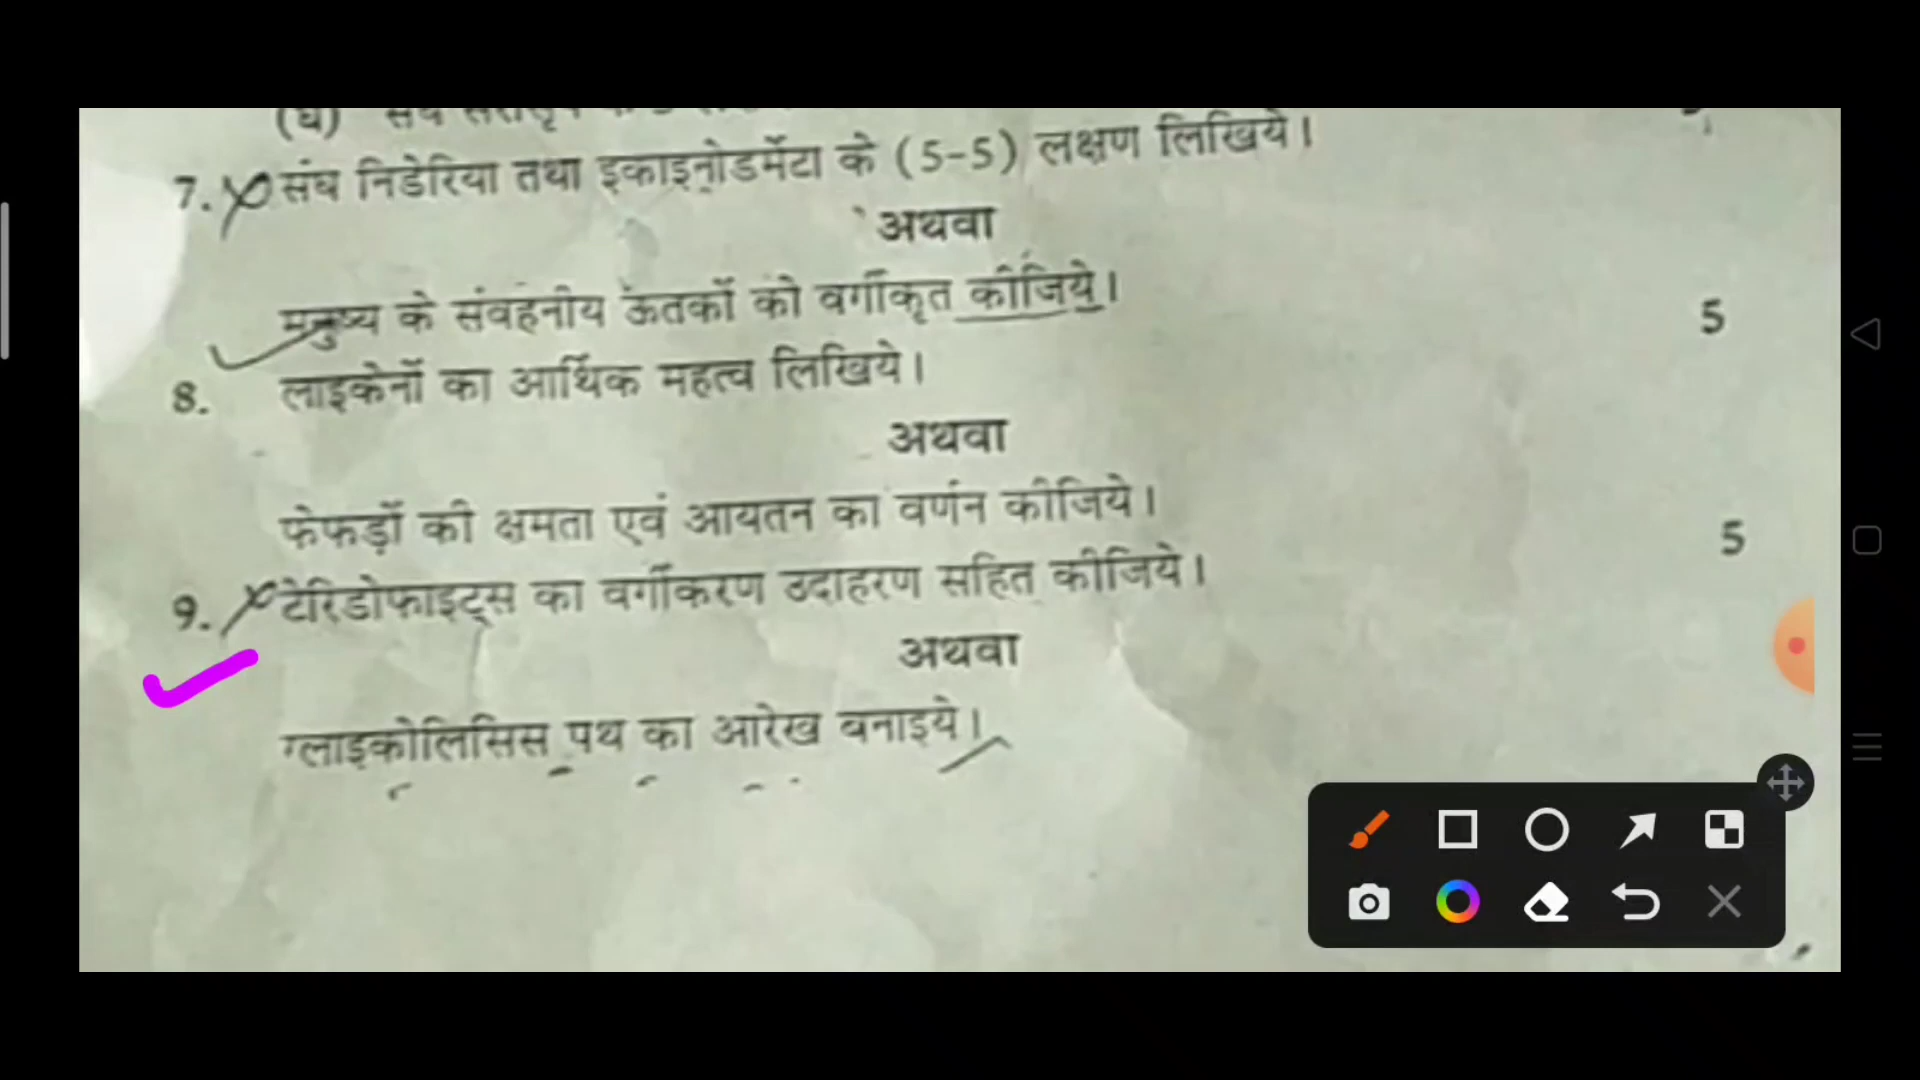 (घ) संघ
7. संघ निडेरिया तथा इकाइनोडर्मेटा के (5-5) लक्षण लिखिये।
अथवा
मनुष्य के संवहनीय ऊतकों को वर्गीकृत कीजिये।
5
8. लाइकेनों का आर्थिक महत्व लिखिये।
अथवा
फेफड़ों की क्षमता एवं आयतन का वर्णन कीजिये।
5
9. टेरिडोफाइट्स का वर्गीकरण उदाहरण सहित कीजिये।
अथवा
ग्लाइकोलिसिस पथ का आरेख बनाइये।